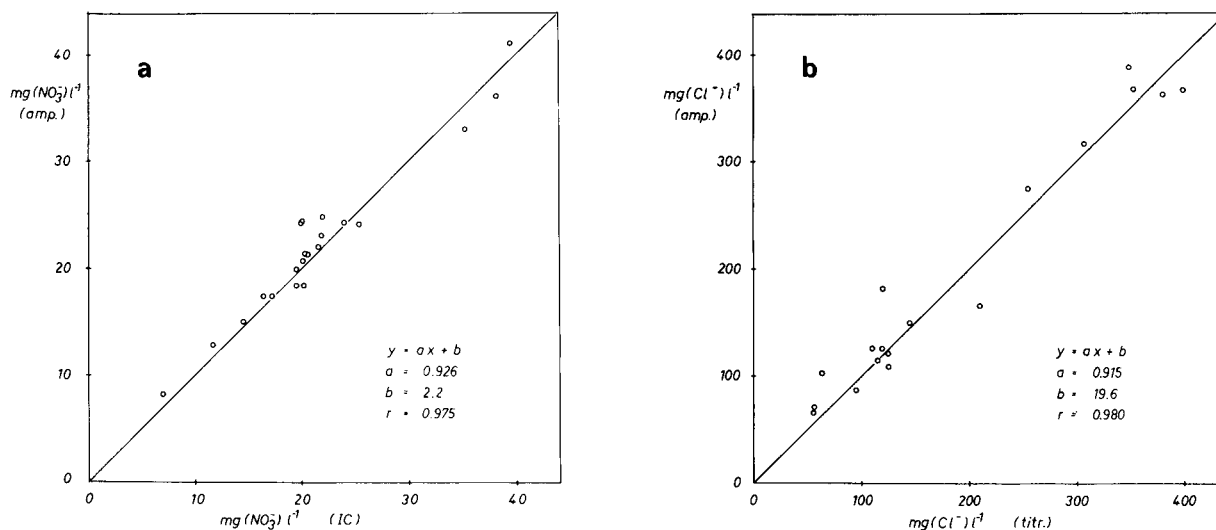 a
40
mg(NO₃⁻)l⁻¹
(amp.)
30
20
10
0
y = ax + b
a = 0.926
b = 2.2
r = 0.975
0 10 20 30 40
mg(NO₃⁻)l⁻¹ (IC)
b
400
mg(Cl⁻)l⁻¹
(amp.)
300
200
100
0
y = ax + b
a = 0.915
b = 19.6
r = 0.980
0 100 200 300 400
mg(Cl⁻)l⁻¹ (titr.)